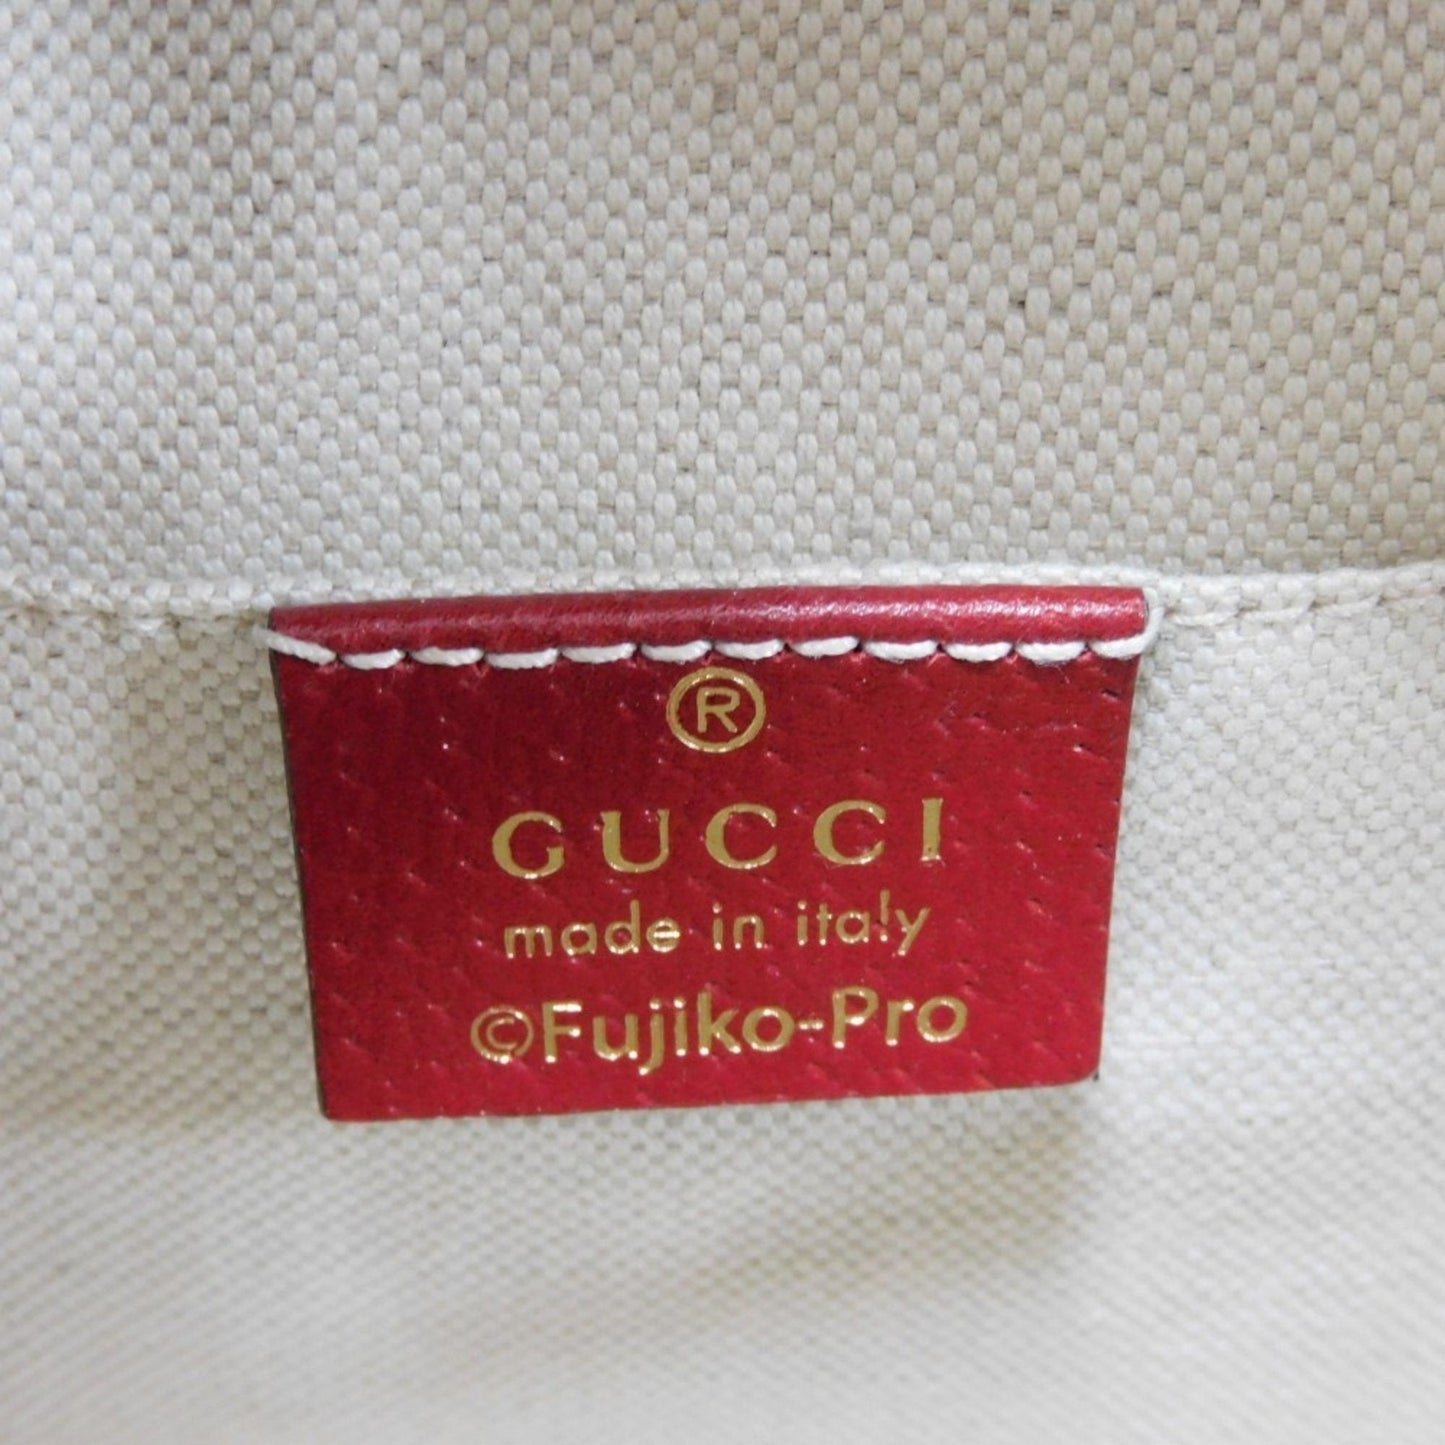 ®
GUCCI
made in italy
©Fujiko-Pro